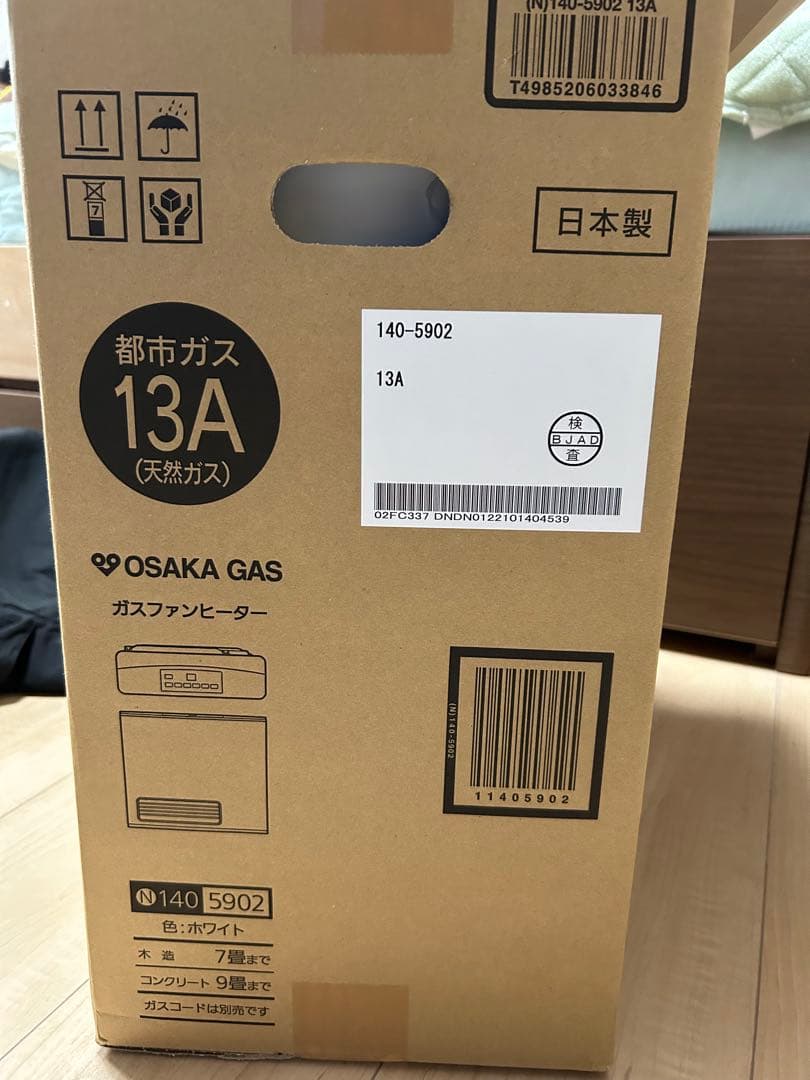 (N)140-5902 13A
T4985206033846
7
日本製
140-5902
13A
検
BJAD
査
02FC337 DNDN0122101404539
都市ガス
13A
(天然ガス)
OSAKA GAS
ガスファンヒーター
(N)140-5902
11405902
N140 5902
色:ホワイト
木造 7畳まで
コンクリート 9畳まで
ガスコードは別売です